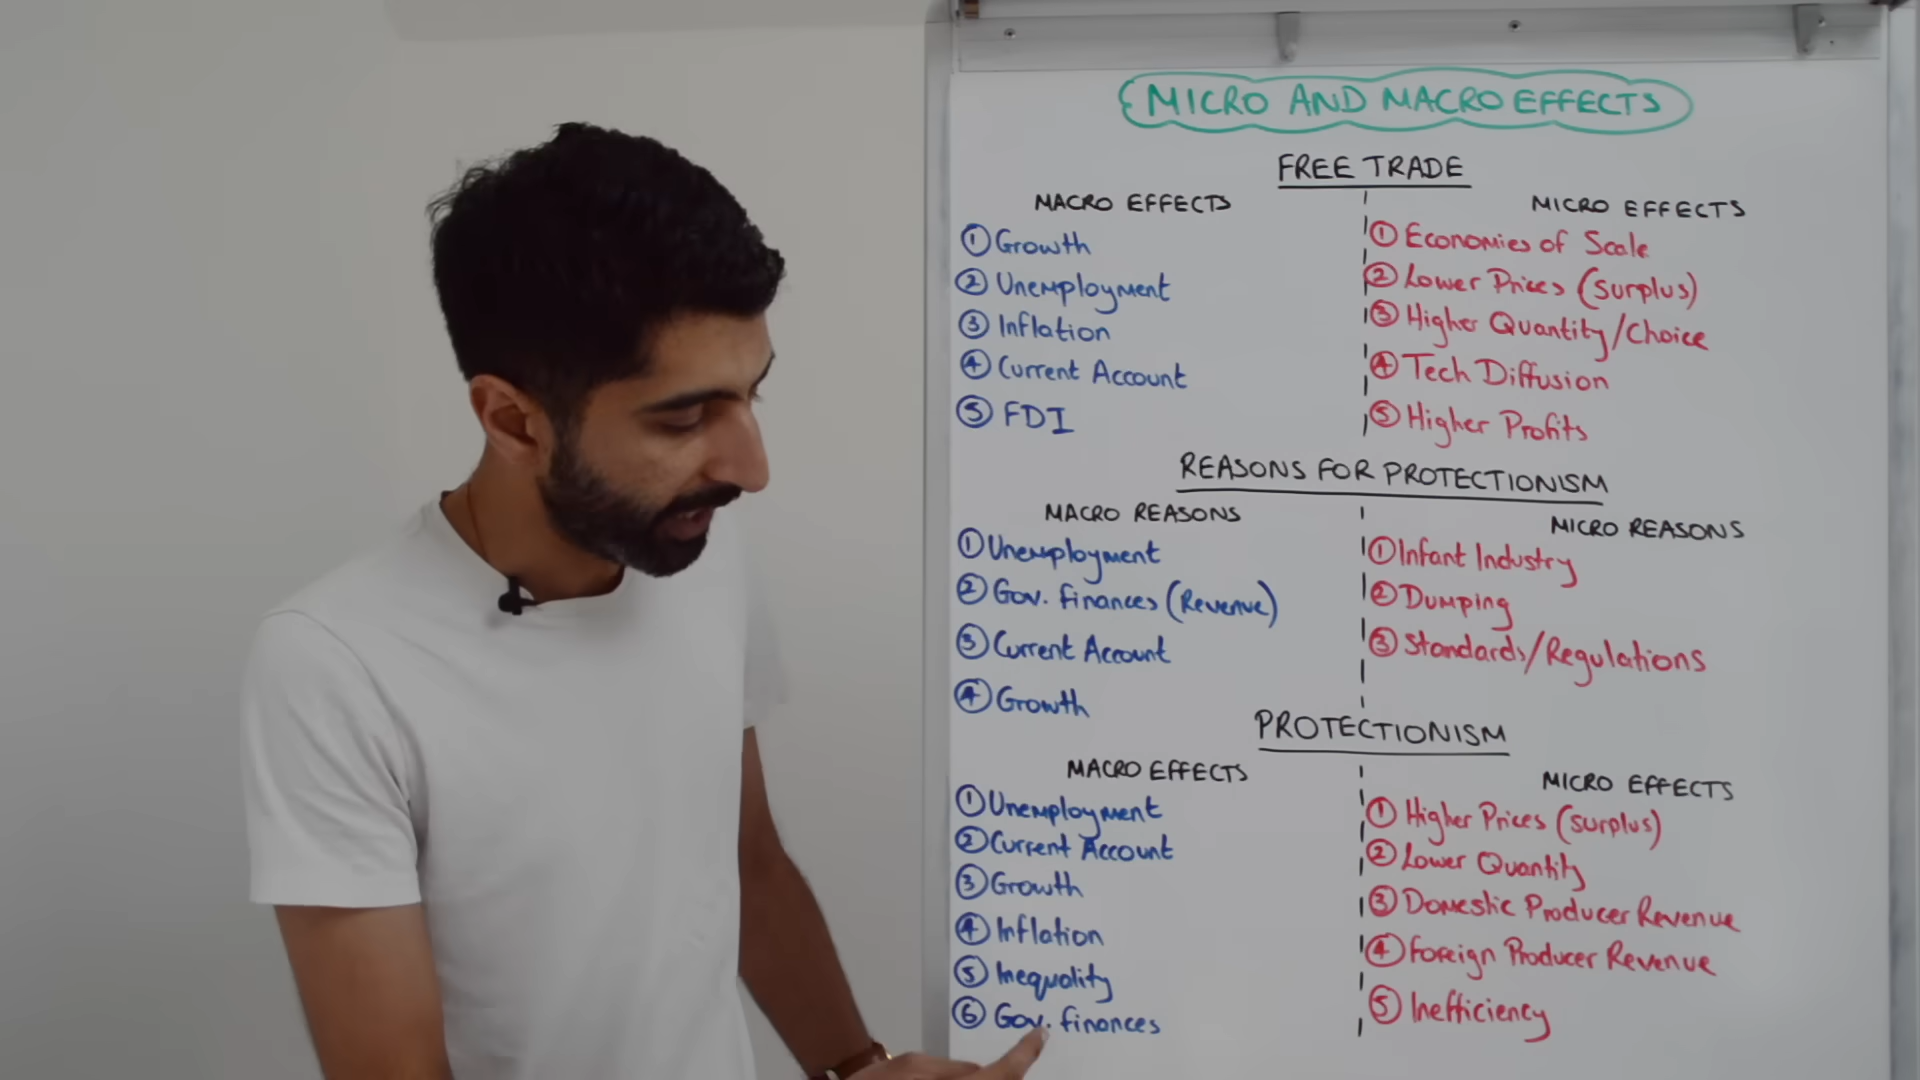 MICRO AND MACRO EFFECTS
FREE TRADE
MACRO EFFECTS
① Growth
② Unemployment
③ Inflation
④ Current Account
⑤ FDI
MICRO EFFECTS
① Economies of Scale
② Lower Prices (Surplus)
③ Higher Quantity/Choice
④ Tech Diffusion
⑤ Higher Profits
REASONS FOR PROTECTIONISM
MACRO REASONS
① Unemployment
② Gov. finances (Revenue)
③ Current Account
④ Growth
MICRO REASONS
① Infant Industry
② Dumping
③ Standards/Regulations
PROTECTIONISM
MACRO EFFECTS
① Unemployment
② Current Account
③ Growth
④ Inflation
⑤ Inequality
⑥ Gov. finances
MICRO EFFECTS
① Higher Prices (Surplus)
② Lower Quantity
③ Domestic Producer Revenue
④ Foreign Producer Revenue
⑤ Inefficiency